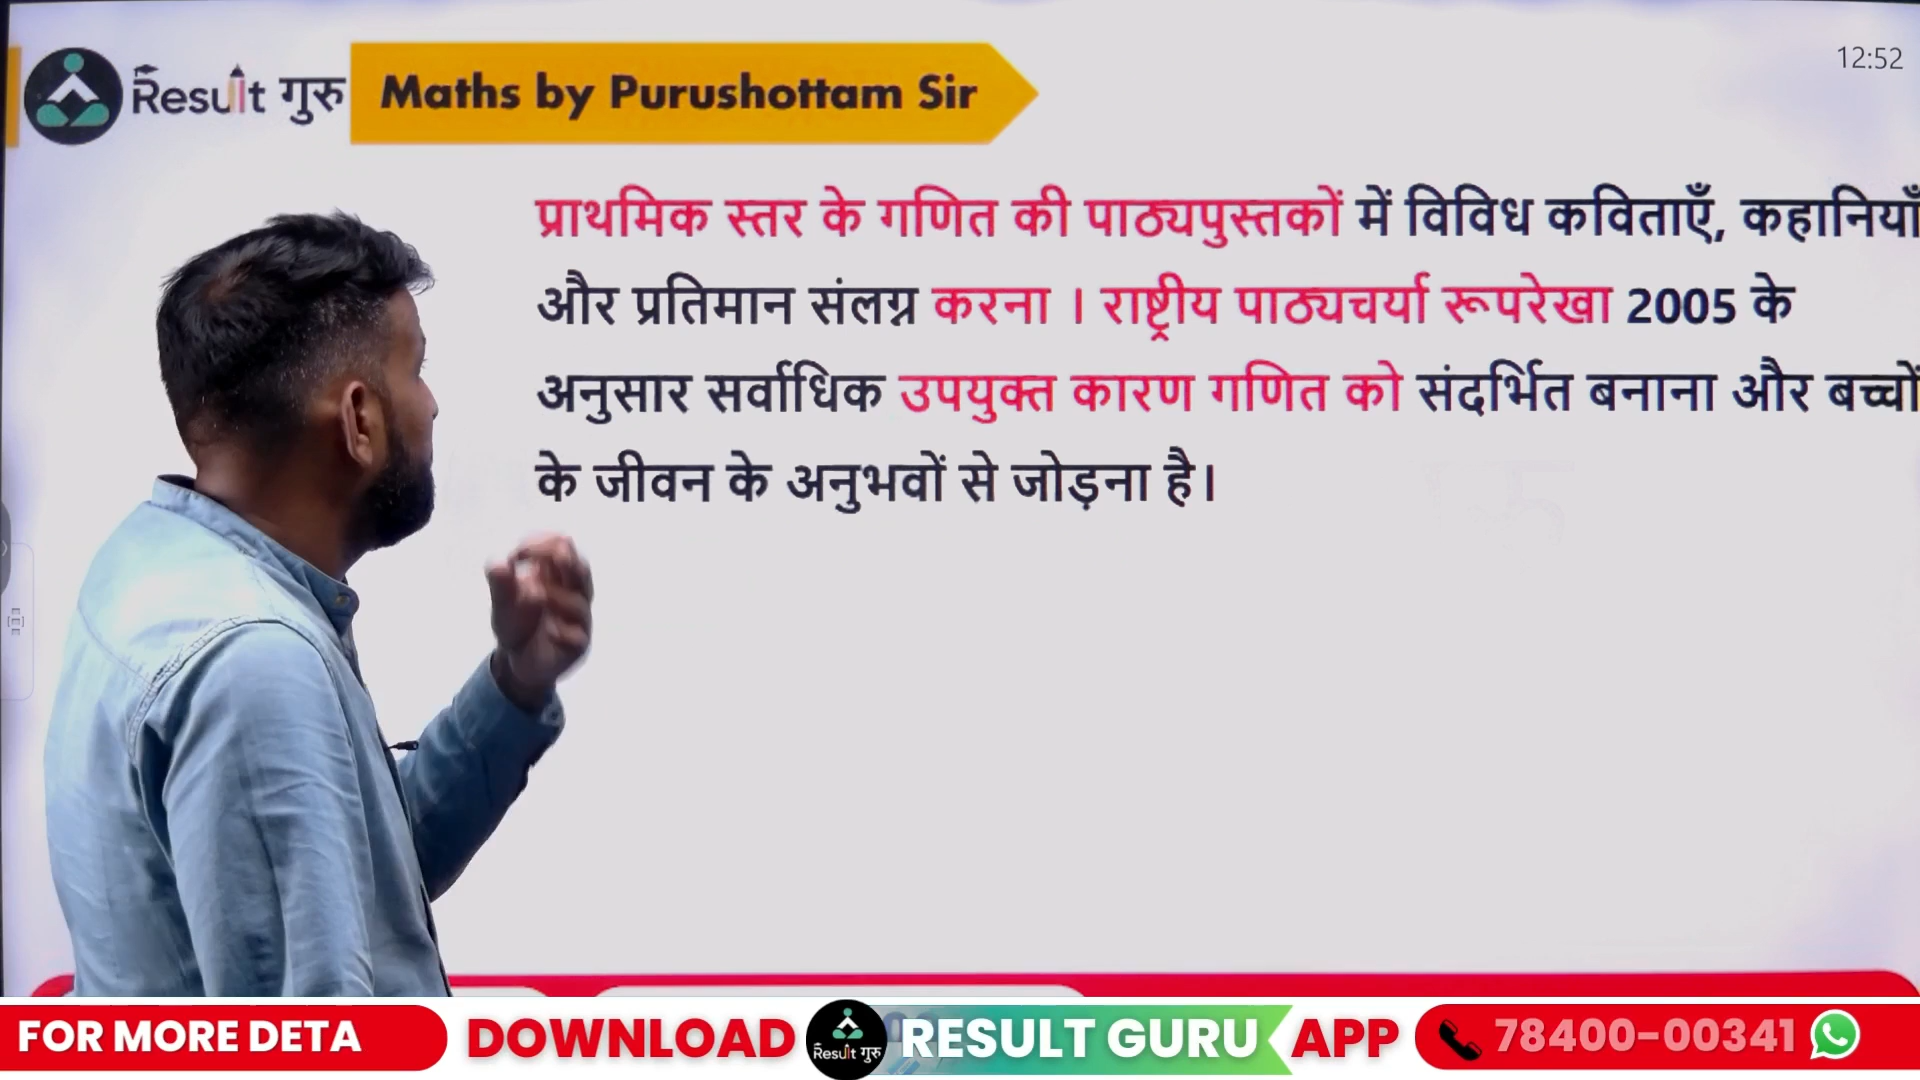 Result गुरु
Maths by Purushottam Sir
12:52
प्राथमिक स्तर के गणित की पाठ्यपुस्तकों में विविध कविताएँ, कहानियाँ
और प्रतिमान संलग्न करना । राष्ट्रीय पाठ्यचर्या रूपरेखा 2005 के
अनुसार सर्वाधिक उपयुक्त कारण गणित को संदर्भित बनाना और बच्चों
के जीवन के अनुभवों से जोड़ना है।
FOR MORE DETA
DOWNLOAD Result गुरु RESULT GURU APP
78400-00341